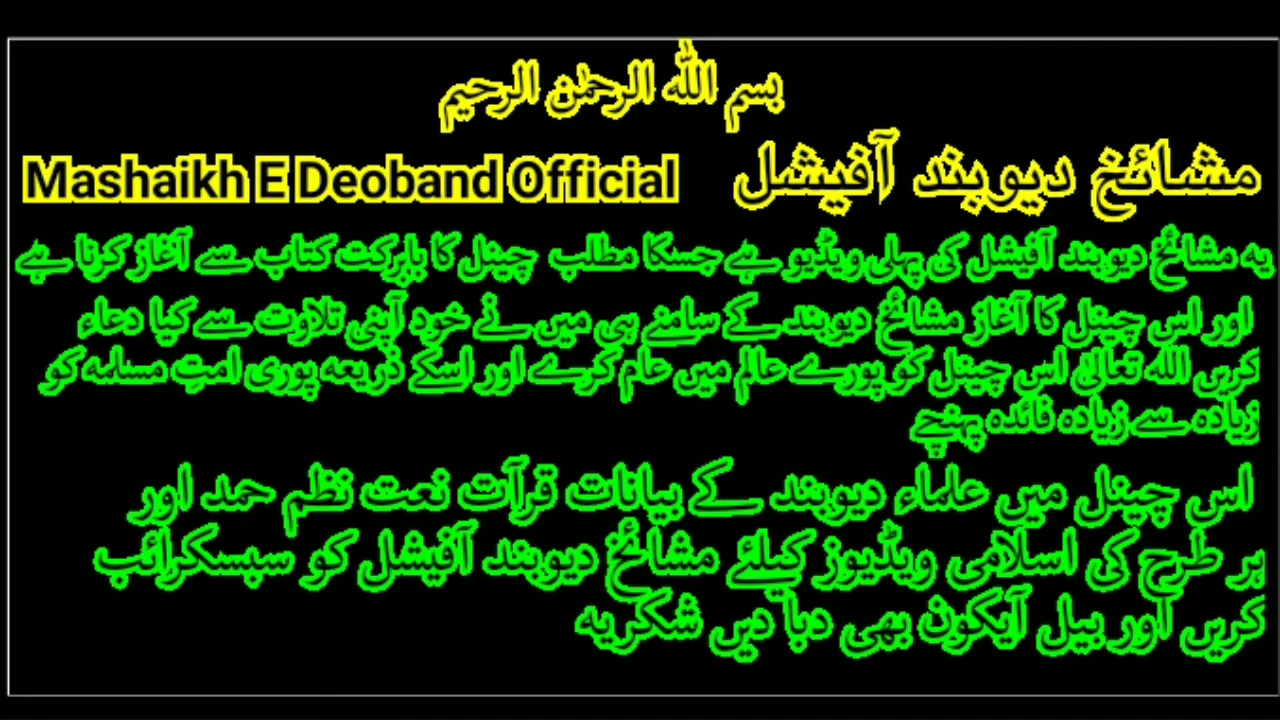 بسم الله الرحمٰن الرحیم
مشائخ دیوبند آفیشل Mashaikh E Deoband Official
یہ مشائخ دیوبند آفیشل کی پہلی ویڈیو ہے جسکا مطلب چینل کا بابرکت کتاب سے آغاز کرنا ہے
اور اس چینل کا آغاز مشائخ دیوبند کے سامنے ہی میں نے خود آپنی تلاوت سے کیا دعاء
کریں اللہ تعالیٰ اس چینل کو پورے عالم میں عام کرے اور اسکے ذریعہ پوری امتِ مسلمہ کو
زیادہ سے زیادہ فائدہ پہنچے
اس چینل میں علماءِ دیوبند کے بیانات قرآت نعت نظم حمد اور
ہر طرح کی اسلامی ویڈیوز کیلئے مشائخ دیوبند آفیشل کو سبسکرائب
کریں اور بیل آیکون بھی دبا دیں شکریہ